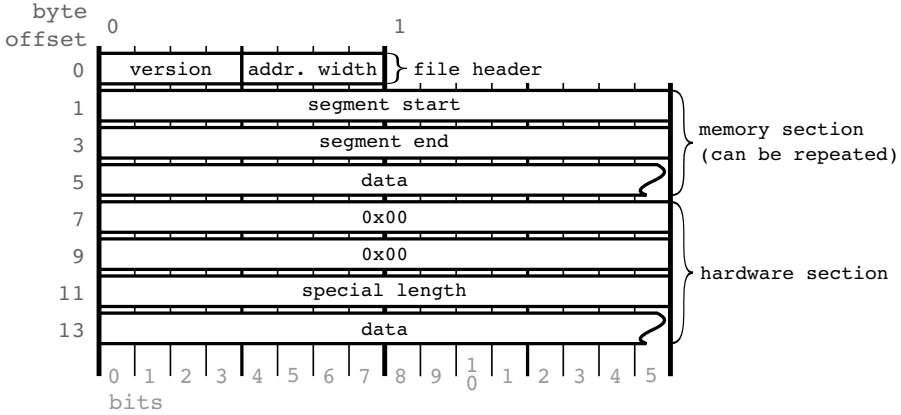 byte
offset
0 1
0 version addr. width file header
1 segment start
3 segment end
memory section
(can be repeated)
5 data
7 0x00
9 0x00
hardware section
11 special length
13 data
0 1 2 3 4 5 6 7 8 9 10 1 2 3 4 5
bits